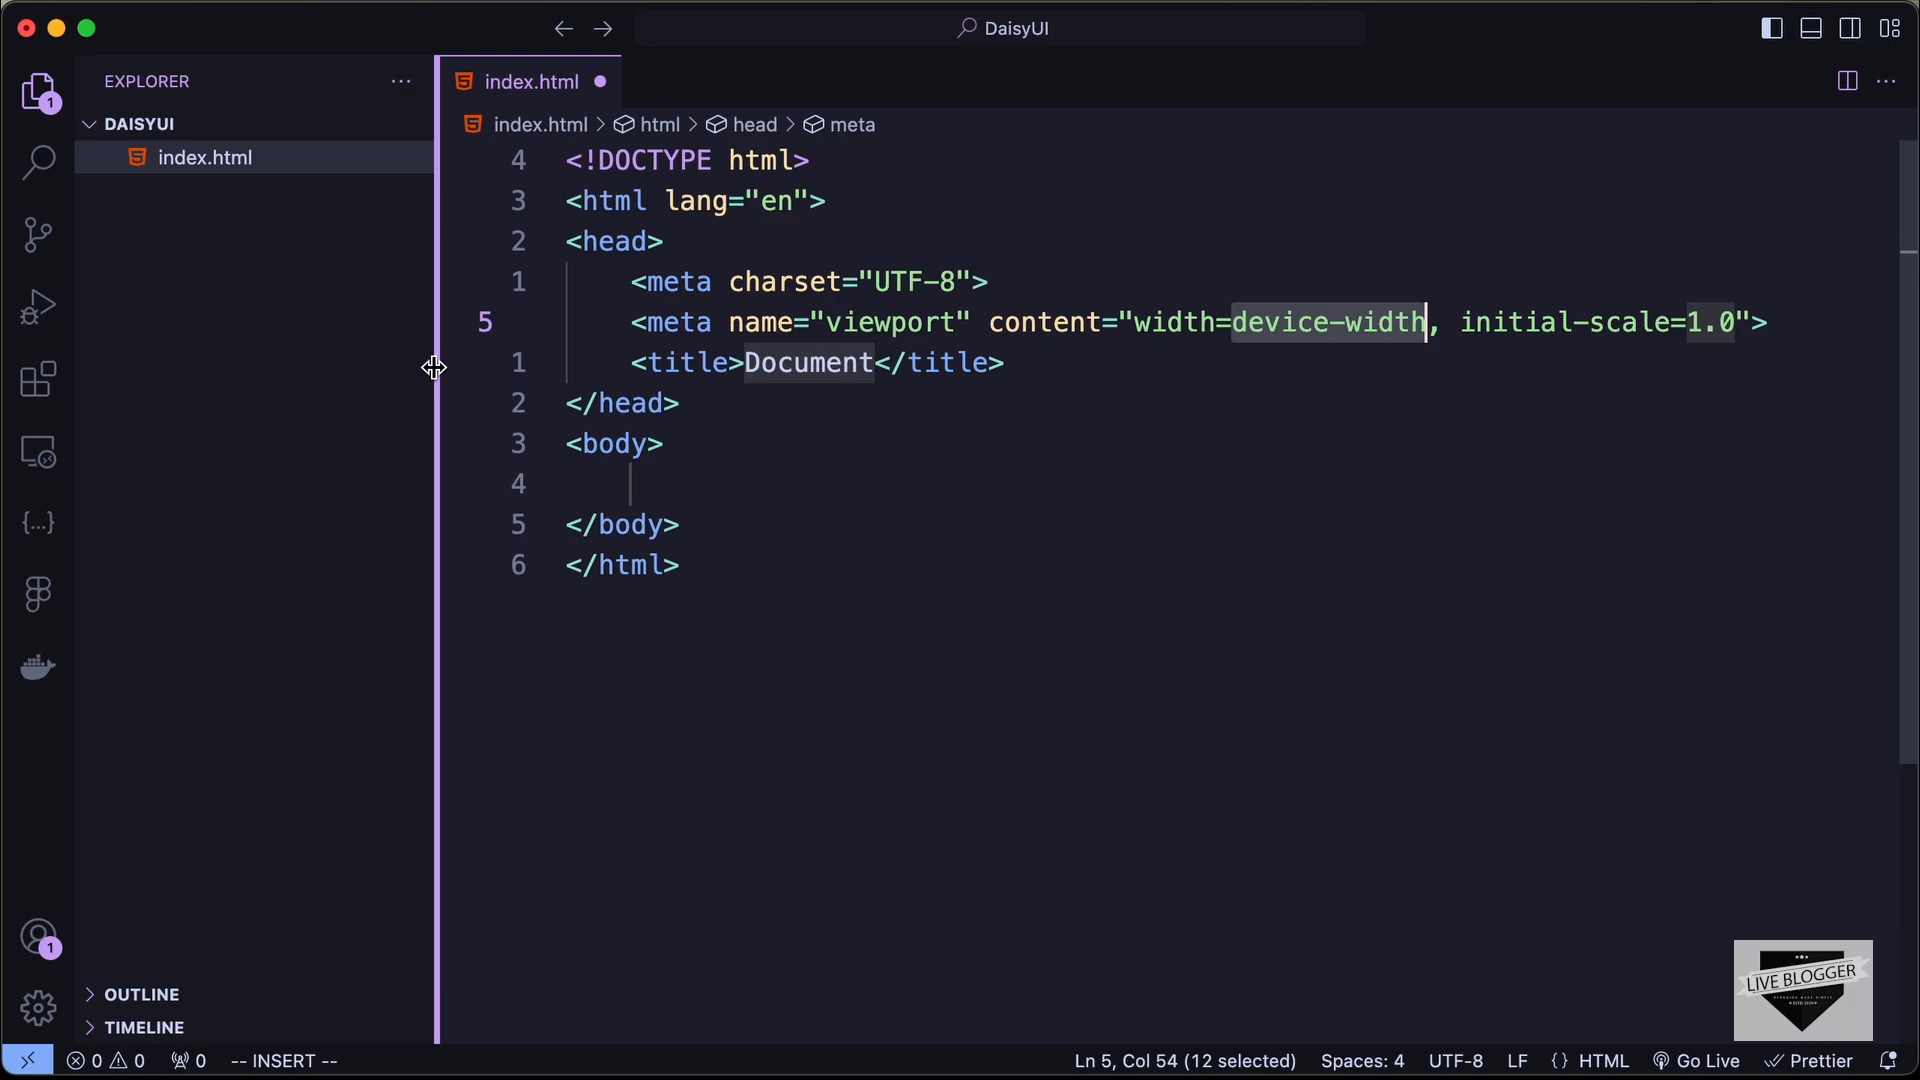 DaisyUI
EXPLORER
index.html
DAISYUI
index.html > html > head > meta
index.html
4 <!DOCTYPE html>
3 <html lang="en">
2 <head>
1 <meta charset="UTF-8">
5 <meta name="viewport" content="width=device-width, initial-scale=1.0">
1 <title>Document</title>
2 </head>
3 <body>
4
5 </body>
6 </html>
1
1
LIVE BLOGGER
OUTLINE
TIMELINE
0 0 0 -- INSERT -- Ln 5, Col 54 (12 selected) Spaces: 4 UTF-8 LF {} HTML Go Live Prettier